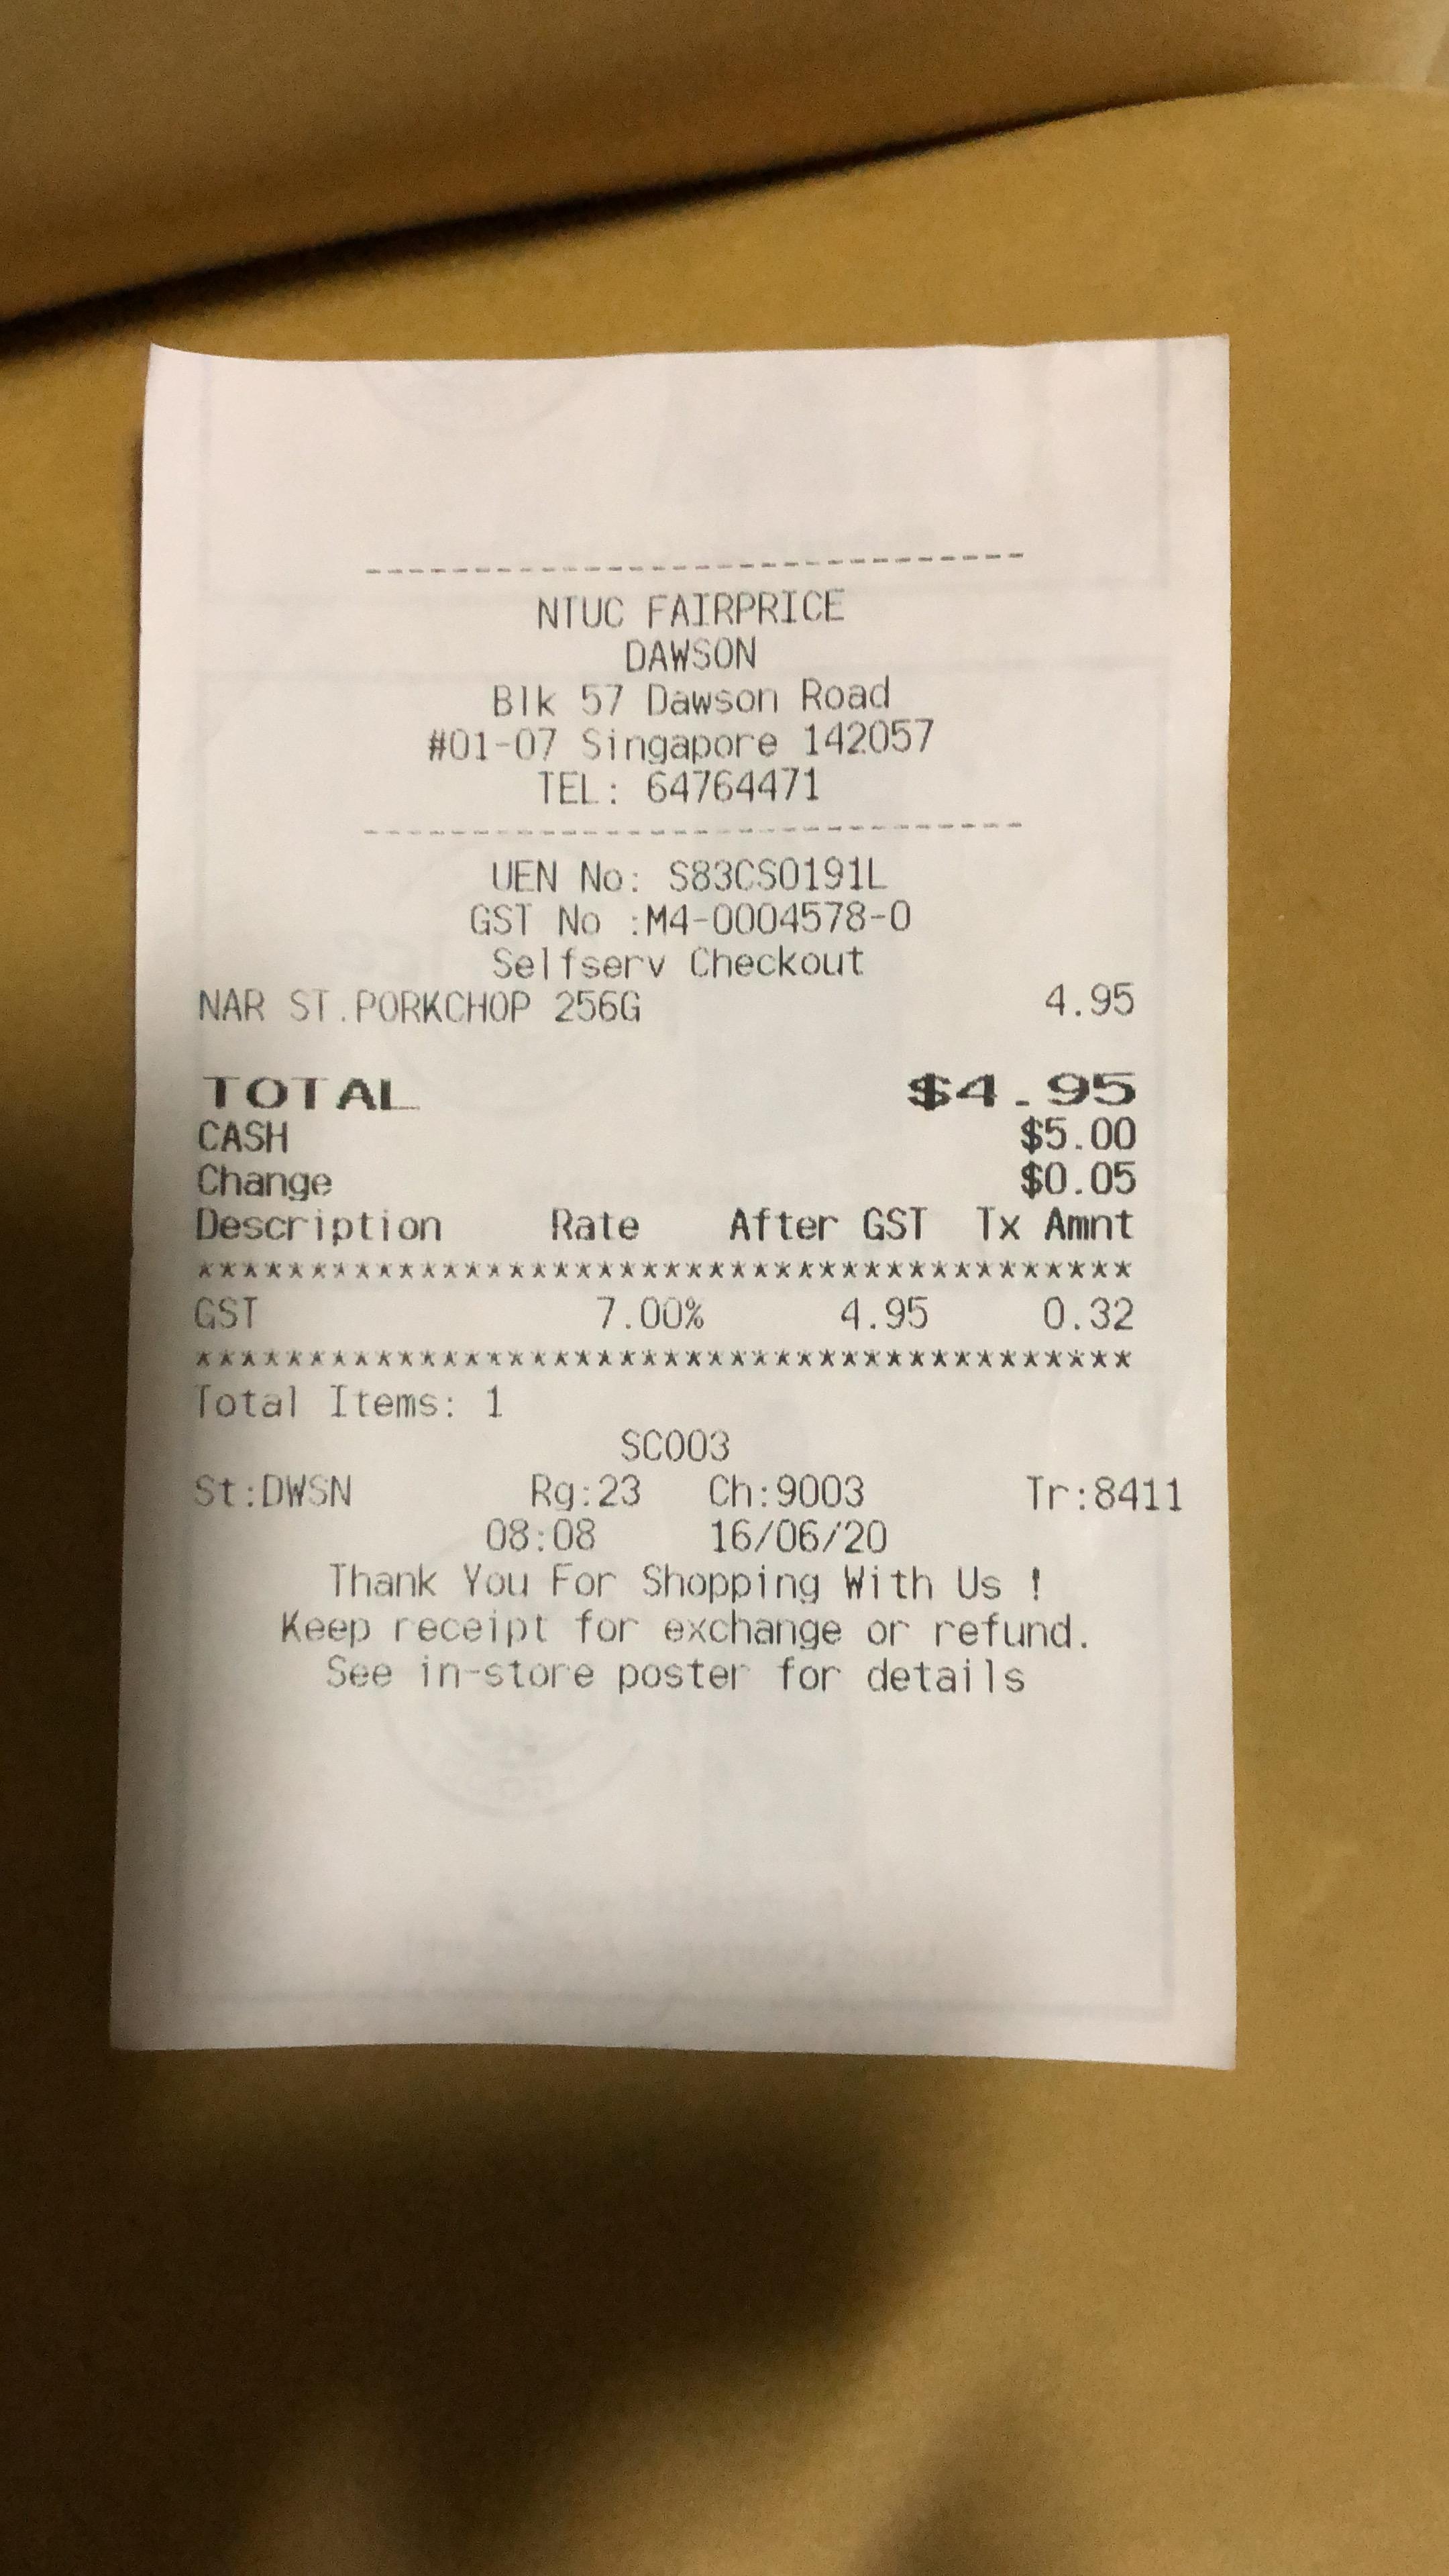 ------------------------------
NTUC FAIRPRICE
DAWSON
Blk 57 Dawson Road
#01-07 Singapore 142057
TEL: 64764471
------------------------------
UEN No: S83CS0191L
GST No :M4-0004578-0
Selfserv Checkout
NAR ST.PORKCHOP 256G 4.95
TOTAL $4.95
CASH $5.00
Change $0.05
Description Rate After GST Tx Amnt
*******************************************
GST 7.00% 4.95 0.32
*******************************************
Total Items: 1
SCO03
St:DWSN Rg:23 Ch:9003 Tr:8411
08:08 16/06/20
Thank You For Shopping With Us !
Keep receipt for exchange or refund.
See in-store poster for details